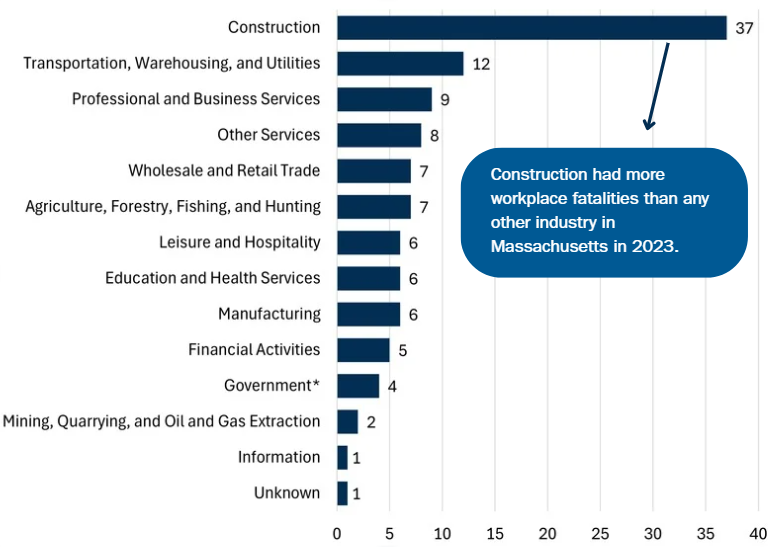 Construction 37
Transportation, Warehousing, and Utilities 12
Professional and Business Services 9
Other Services 8
Wholesale and Retail Trade 7
Agriculture, Forestry, Fishing, and Hunting 7
Leisure and Hospitality 6
Education and Health Services 6
Manufacturing 6
Financial Activities 5
Government* 4
Mining, Quarrying, and Oil and Gas Extraction 2
Information 1
Unknown 1
0 5 10 15 20 25 30 35 40
Construction had more
workplace fatalities than any
other industry in
Massachusetts in 2023.